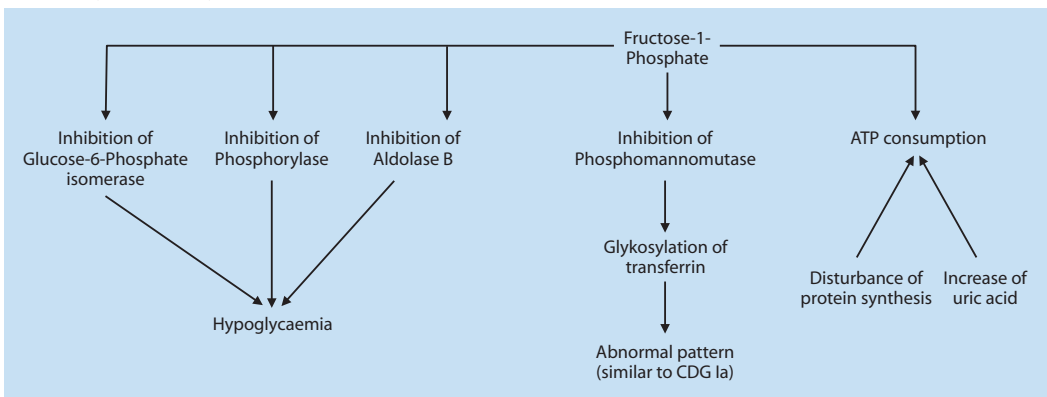 Fructose-1-
Phosphate
Inhibition of
Glucose-6-Phosphate
isomerase
Inhibition of
Phosphorylase
Inhibition of
Aldolase B
Inhibition of
Phosphomannomutase
ATP consumption
Glykosylation of
transferrin
Disturbance of
protein synthesis
Increase of
uric acid
Hypoglycaemia
Abnormal pattern
(similar to CDG Ia)